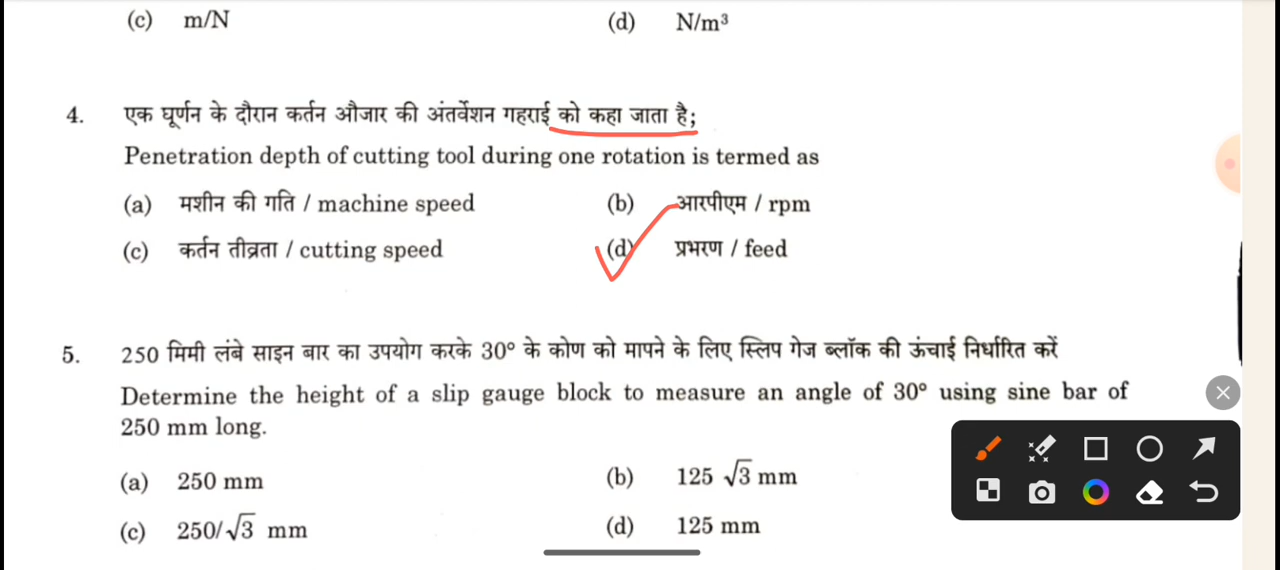 (c) m/N (d) N/m³
4. एक घूर्णन के दौरान कर्तन औजार की अंतर्वेशन गहराई को कहा जाता है;
Penetration depth of cutting tool during one rotation is termed as
(a) मशीन की गति / machine speed (b) आरपीएम / rpm
(c) कर्तन तीव्रता / cutting speed (d) प्रभरण / feed
5. 250 मिमी लंबे साइन बार का उपयोग करके 30° के कोण को मापने के लिए स्लिप गेज ब्लॉक की ऊंचाई निर्धारित करें
Determine the height of a slip gauge block to measure an angle of 30° using sine bar of
250 mm long.
(a) 250 mm (b) 125 √3 mm
(c) 250/√3 mm (d) 125 mm